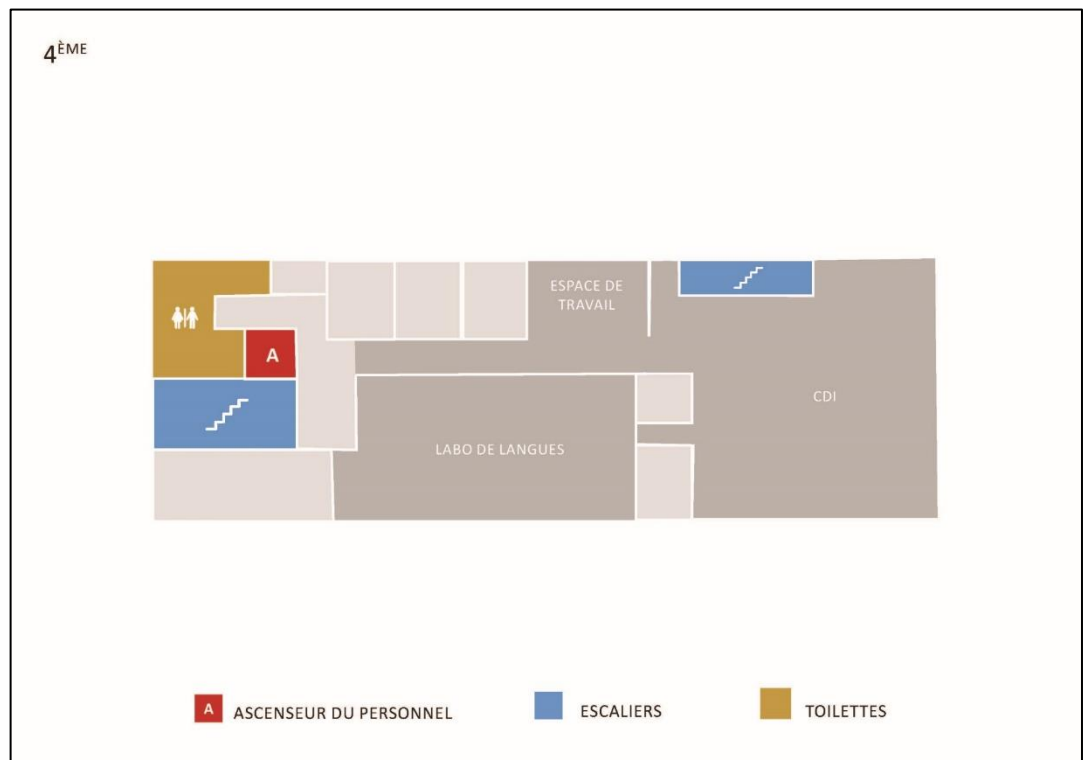 4ÈME
ESPACE DE
TRAVAIL
A
CDI
LABO DE LANGUES
A ASCENSEUR DU PERSONNEL
ESCALIERS
TOILETTES